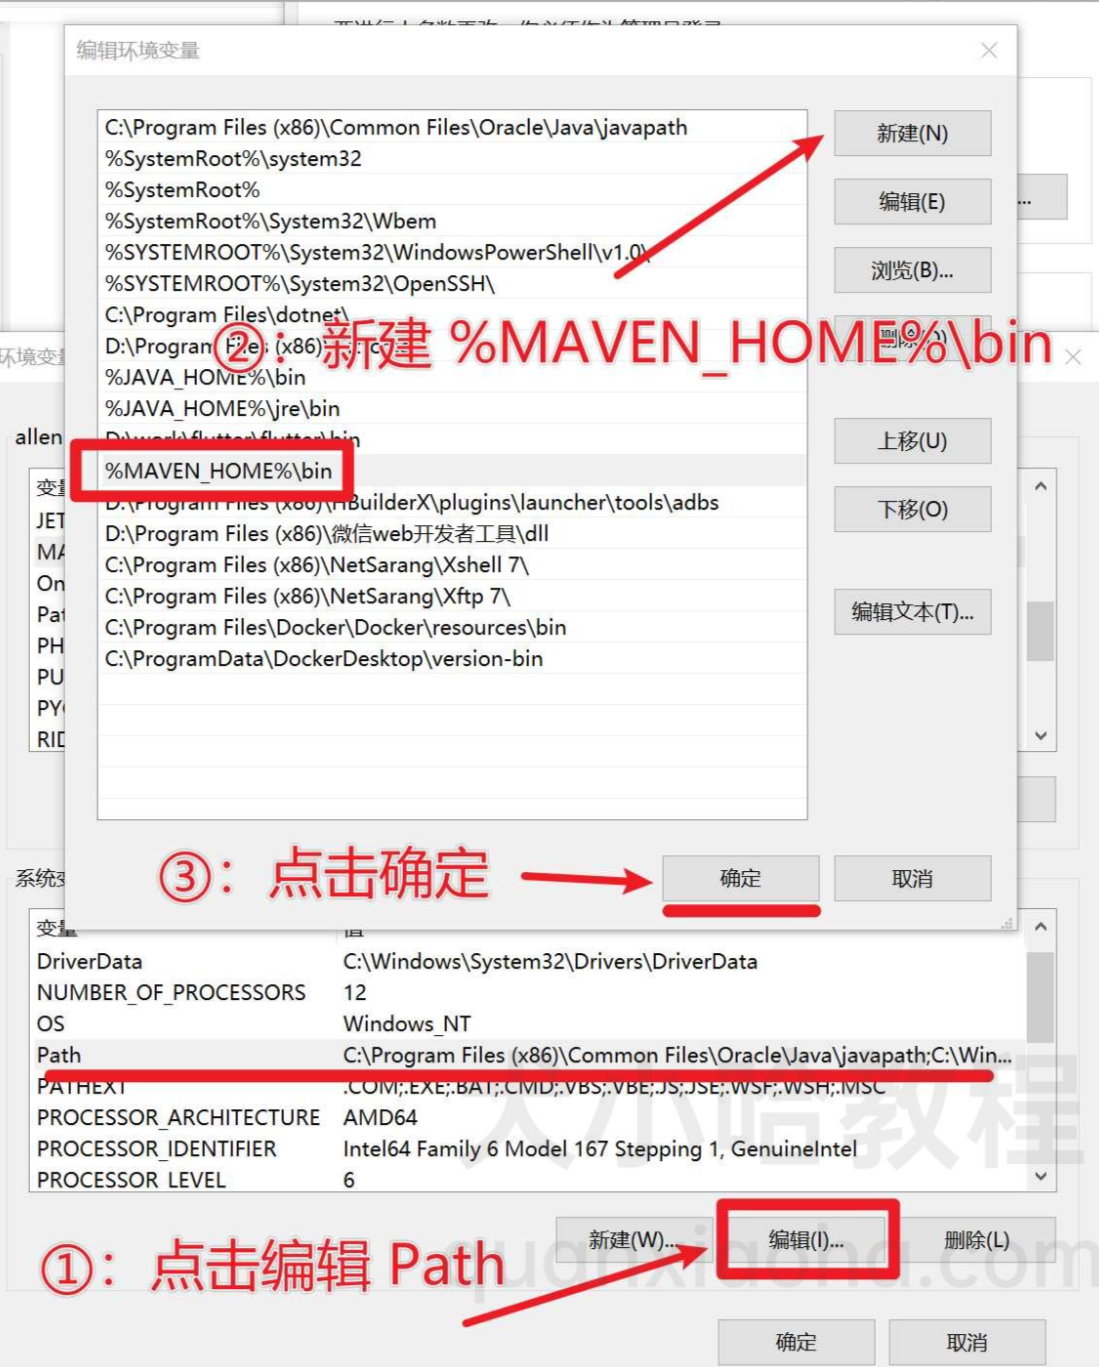 编辑环境变量
C:\Program Files (x86)\Common Files\Oracle\Java\javapath
%SystemRoot%\system32
%SystemRoot%
%SystemRoot%\System32\Wbem
%SYSTEMROOT%\System32\WindowsPowerShell\v1.0\
%SYSTEMROOT%\System32\OpenSSH\
C:\Program Files\dotnet\
D:\Program Files (x86)\
%JAVA_HOME%\bin
%JAVA_HOME%\jre\bin
D:\work\flutter\flutter\bin
%MAVEN_HOME%\bin
D:\Program Files (x86)\HBuilderX\plugins\launcher\tools\adbs
D:\Program Files (x86)\微信web开发者工具\dll
C:\Program Files (x86)\NetSarang\Xshell 7\
C:\Program Files (x86)\NetSarang\Xftp 7\
C:\Program Files\Docker\Docker\resources\bin
C:\ProgramData\DockerDesktop\version-bin
新建(N)
编辑(E)
浏览(B)...
删除(D)
上移(U)
下移(O)
编辑文本(T)...
②：新建 %MAVEN_HOME%\bin
③：点击确定
确定
取消
环境变量
allen
变量
JET
MA
On
Pat
PH
PU
PY
RID
系统变
变量 值
DriverData C:\Windows\System32\Drivers\DriverData
NUMBER_OF_PROCESSORS 12
OS Windows_NT
Path C:\Program Files (x86)\Common Files\Oracle\Java\javapath;C:\Win...
PATHEXT .COM;.EXE;.BAT;.CMD;.VBS;.VBE;.JS;.JSE;.WSF;.WSH;.MSC
PROCESSOR_ARCHITECTURE AMD64
PROCESSOR_IDENTIFIER Intel64 Family 6 Model 167 Stepping 1, GenuineIntel
PROCESSOR_LEVEL 6
犬小哈教程
quanxiaoha.com
新建(W)...
编辑(I)...
删除(L)
①：点击编辑 Path
确定
取消